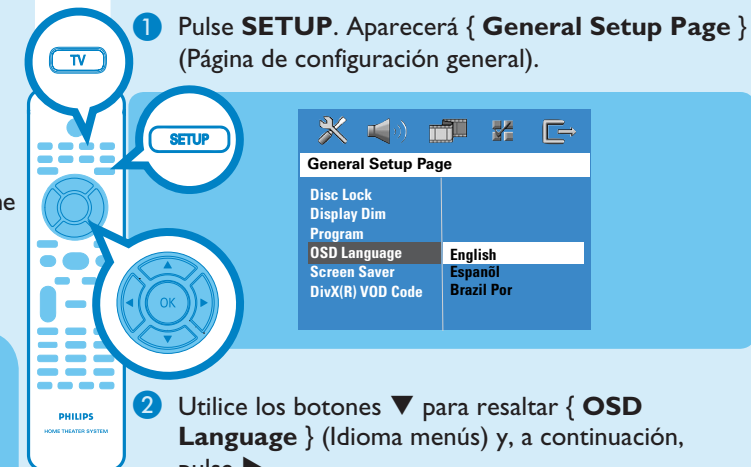 1 Pulse SETUP. Aparecerá { General Setup Page }
(Página de configuración general).
TV
SETUP
General Setup Page
Disc Lock
Display Dim
Program
OSD Language English
Screen Saver Espanõl
DivX(R) VOD Code Brazil Por
OK
PHILIPS
HOME THEATER SYSTEM
2 Utilice los botones ▼ para resaltar { OSD
Language } (Idioma menús) y, a continuación,
pulse ▶